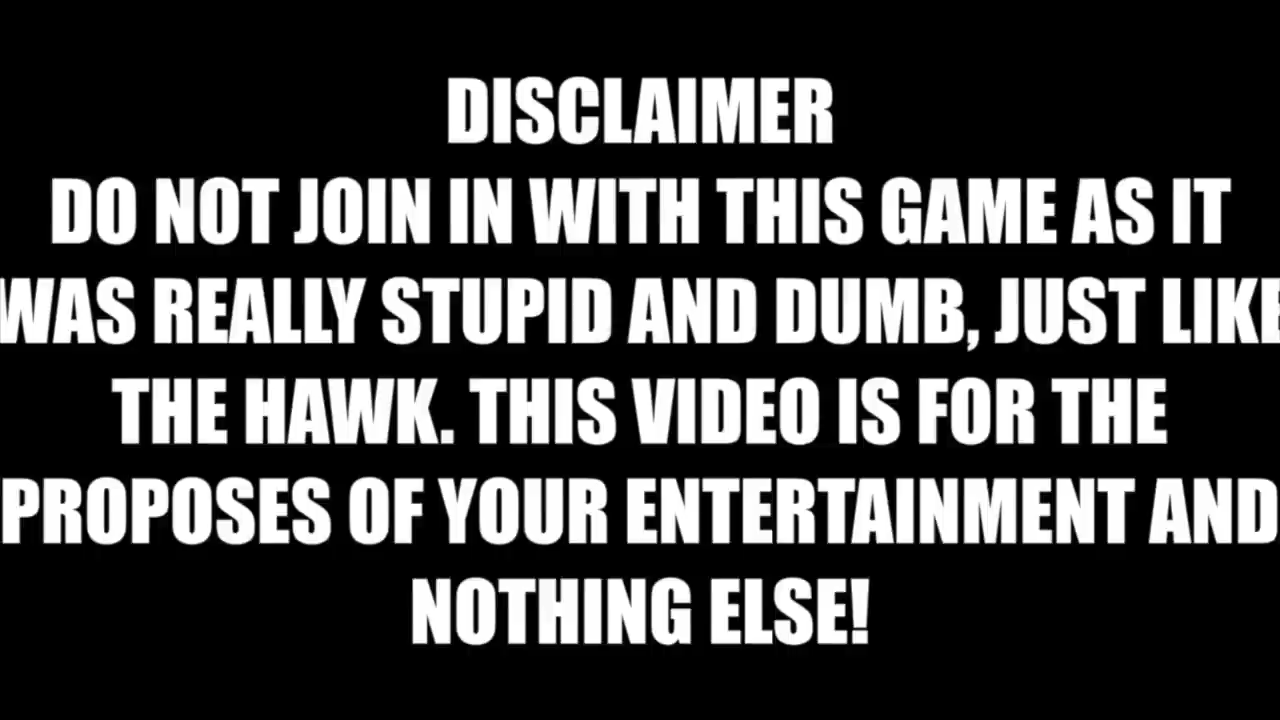 DISCLAIMER
DO NOT JOIN IN WITH THIS GAME AS IT
WAS REALLY STUPID AND DUMB, JUST LIKE
THE HAWK. THIS VIDEO IS FOR THE
PROPOSES OF YOUR ENTERTAINMENT AND
NOTHING ELSE!